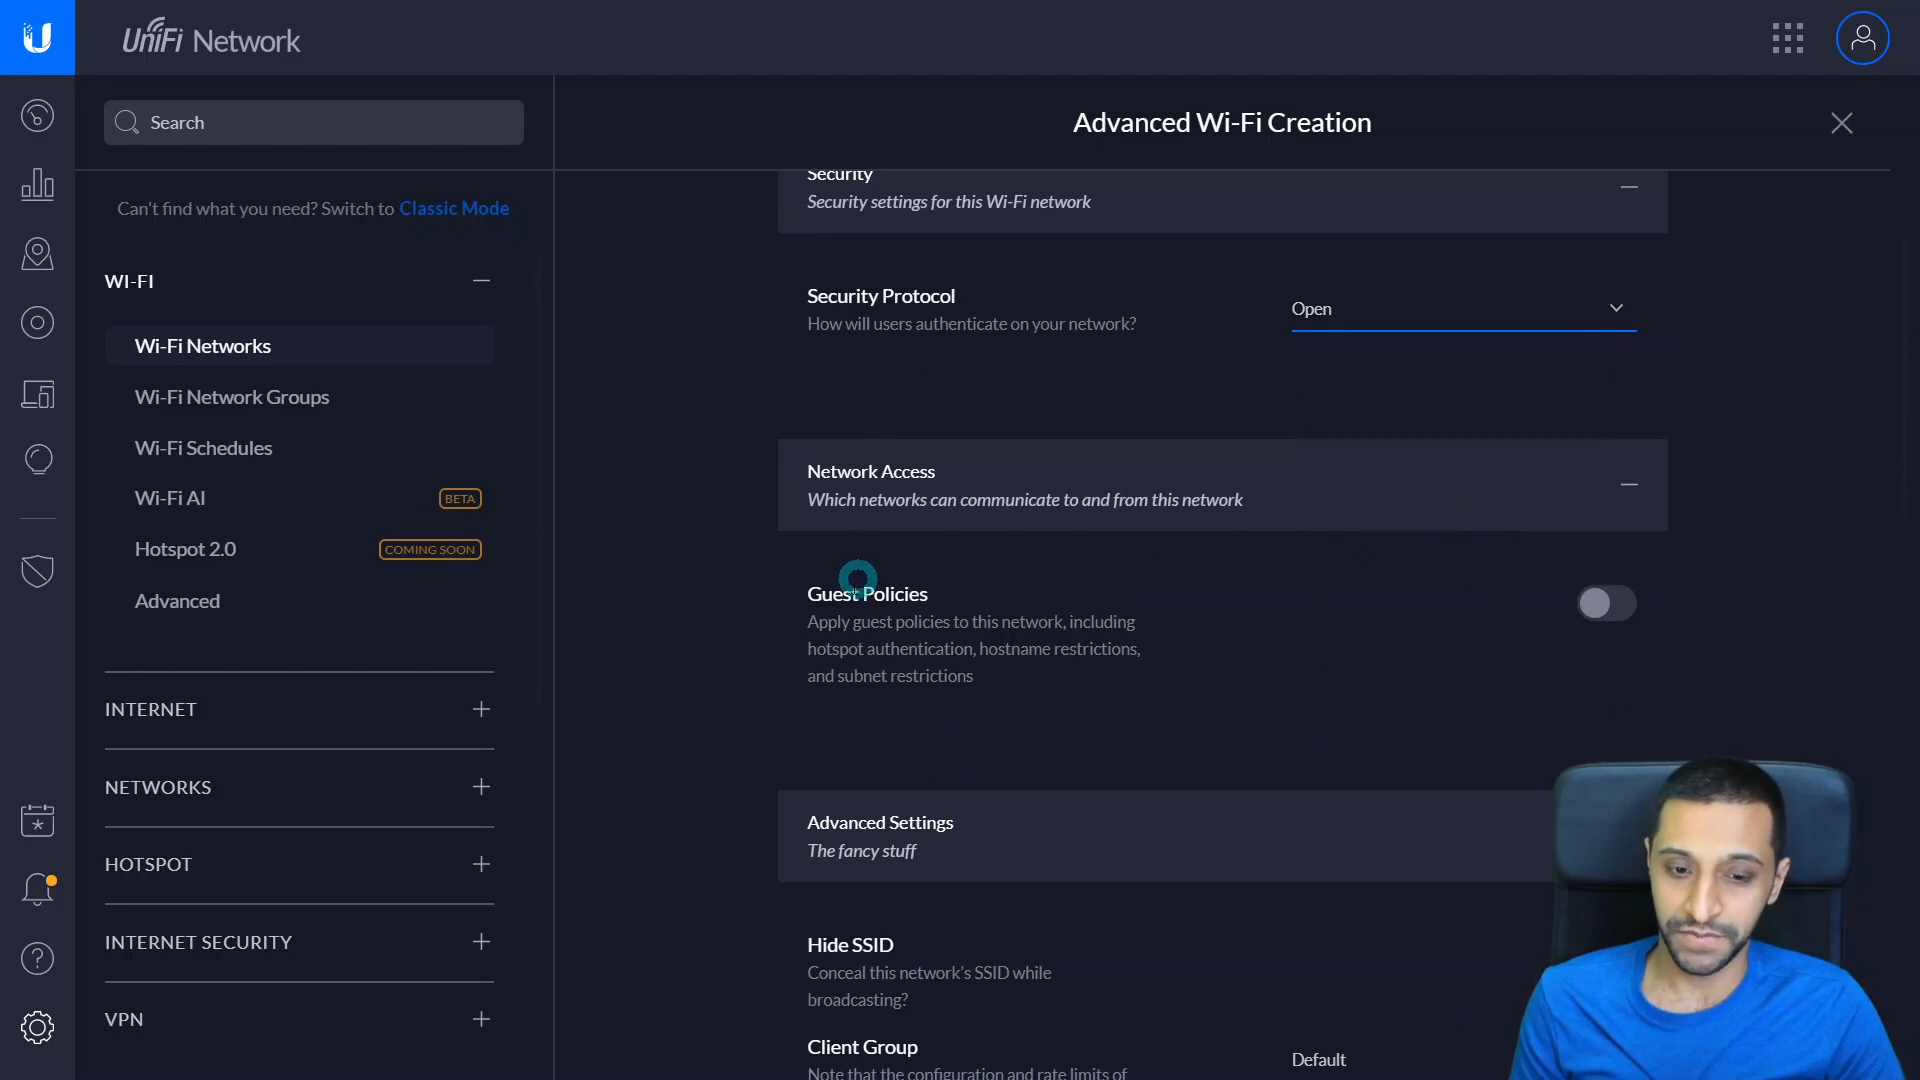 UniFi Network
Search
Can't find what you need? Switch to Classic Mode
WI-FI
Wi-Fi Networks
Wi-Fi Network Groups
Wi-Fi Schedules
Wi-Fi AI BETA
Hotspot 2.0 COMING SOON
Advanced
INTERNET
NETWORKS
HOTSPOT
INTERNET SECURITY
VPN
Advanced Wi-Fi Creation
Security
Security settings for this Wi-Fi network
Security Protocol
How will users authenticate on your network?
Open
Network Access
Which networks can communicate to and from this network
Guest Policies
Apply guest policies to this network, including
hotspot authentication, hostname restrictions,
and subnet restrictions
Advanced Settings
The fancy stuff
Hide SSID
Conceal this network's SSID while
broadcasting?
Client Group
Default
Note that the configuration and rate limits of